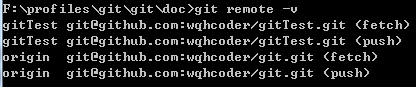 F:\profiles\git\git\doc>git remote -v
gitTest git@github.com:wqhcoder/gitTest.git (fetch)
gitTest git@github.com:wqhcoder/gitTest.git (push)
origin  git@github.com:wqhcoder/git.git (fetch)
origin  git@github.com:wqhcoder/git.git (push)